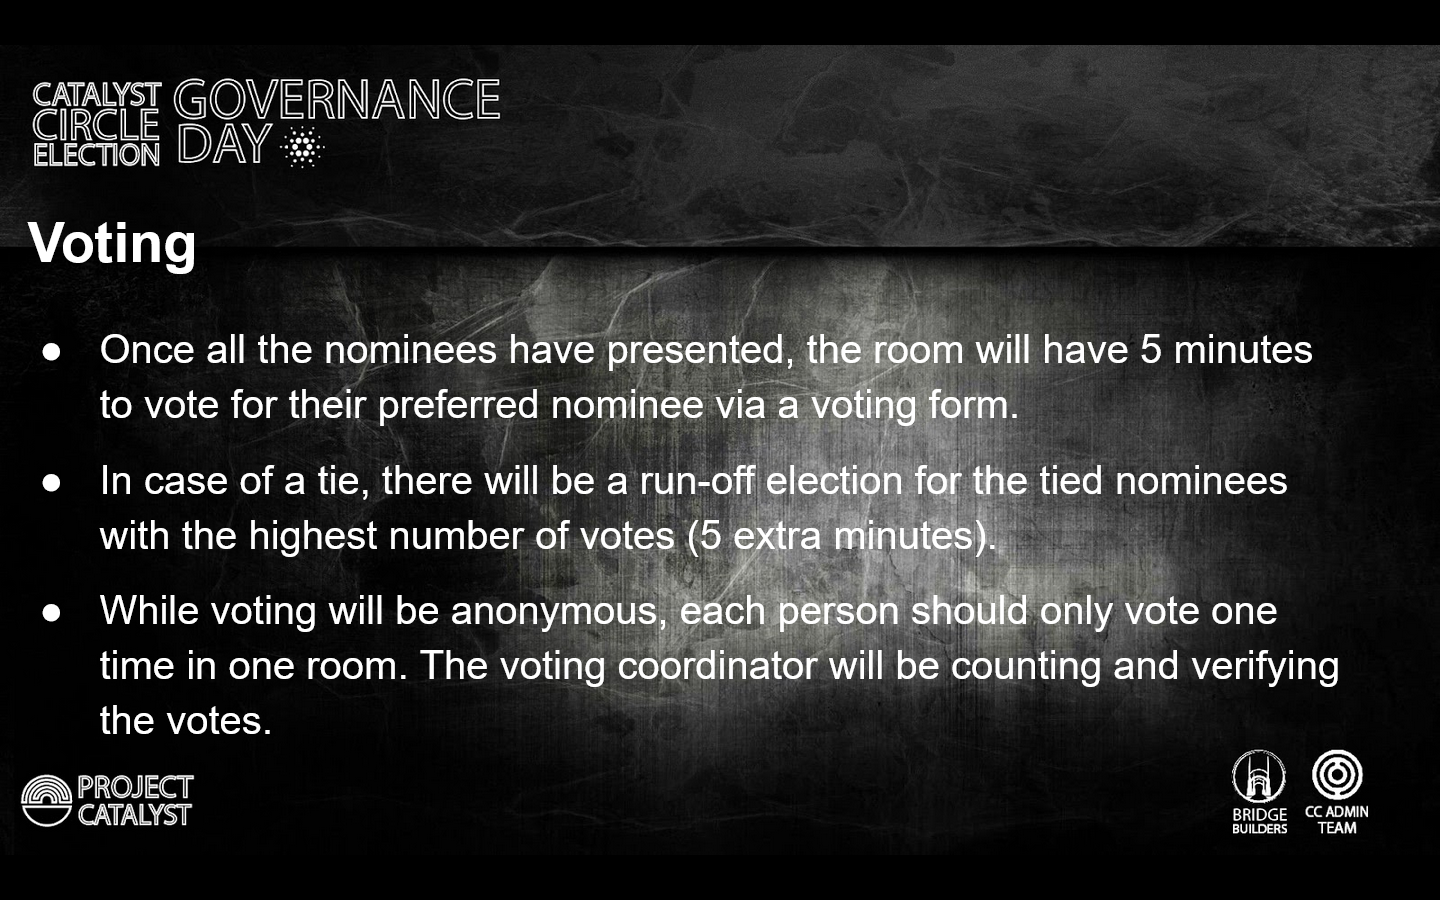 CATALYST
CIRCLE
ELECTION
GOVERNANCE
DAY
Voting
● Once all the nominees have presented, the room will have 5 minutes
to vote for their preferred nominee via a voting form.
● In case of a tie, there will be a run-off election for the tied nominees
with the highest number of votes (5 extra minutes).
● While voting will be anonymous, each person should only vote one
time in one room. The voting coordinator will be counting and verifying
the votes.
PROJECT
CATALYST
BRIDGE
BUILDERS
CC ADMIN
TEAM